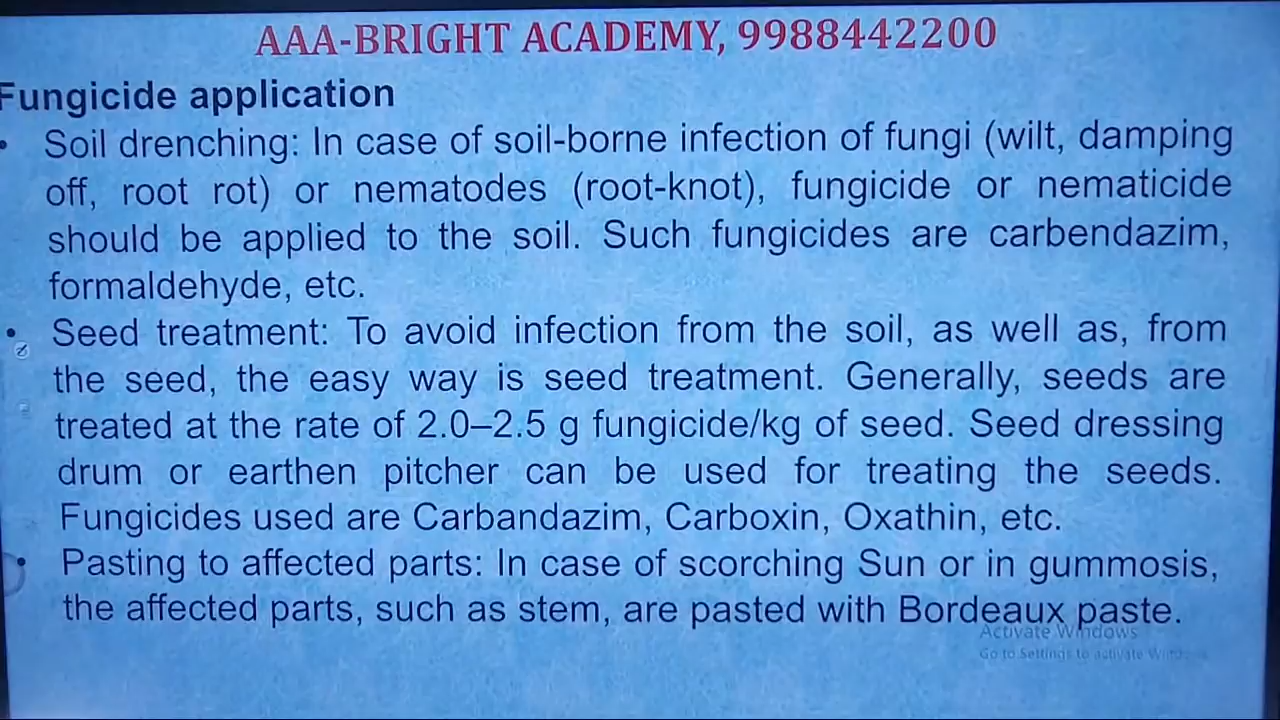 AAA-BRIGHT ACADEMY, 9988442200
Fungicide application
• Soil drenching: In case of soil-borne infection of fungi (wilt, damping
off, root rot) or nematodes (root-knot), fungicide or nematicide
should be applied to the soil. Such fungicides are carbendazim,
formaldehyde, etc.
• Seed treatment: To avoid infection from the soil, as well as, from
the seed, the easy way is seed treatment. Generally, seeds are
treated at the rate of 2.0–2.5 g fungicide/kg of seed. Seed dressing
drum or earthen pitcher can be used for treating the seeds.
Fungicides used are Carbandazim, Carboxin, Oxathin, etc.
• Pasting to affected parts: In case of scorching Sun or in gummosis,
the affected parts, such as stem, are pasted with Bordeaux paste.
Activate Windows
Go to Settings to activate Windows